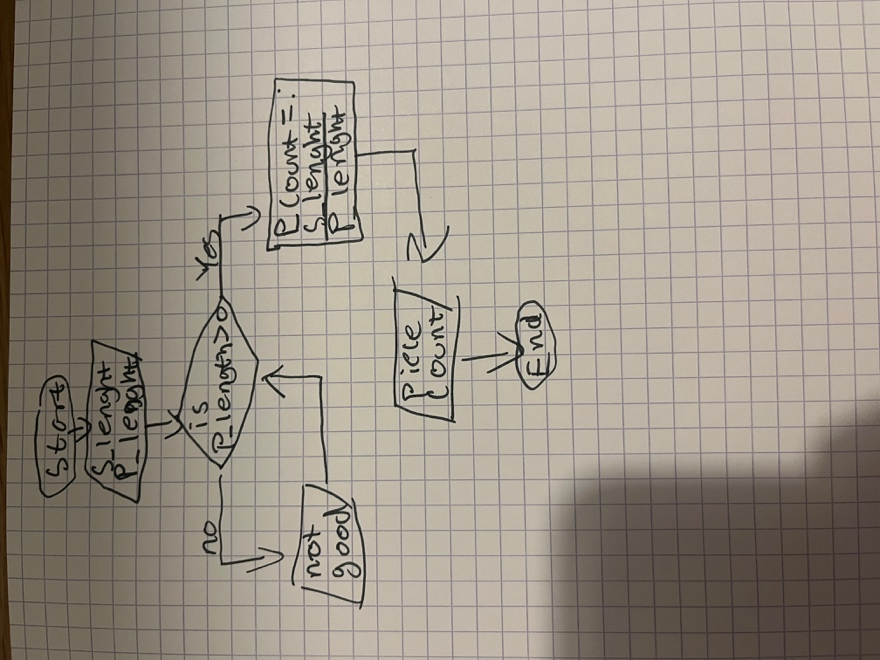 Start
S_lenght
P_lenght
is
P_length>0
no
Yes
not
good
P_Count =:
S_lenght
P_lenght
Piece
Count
End